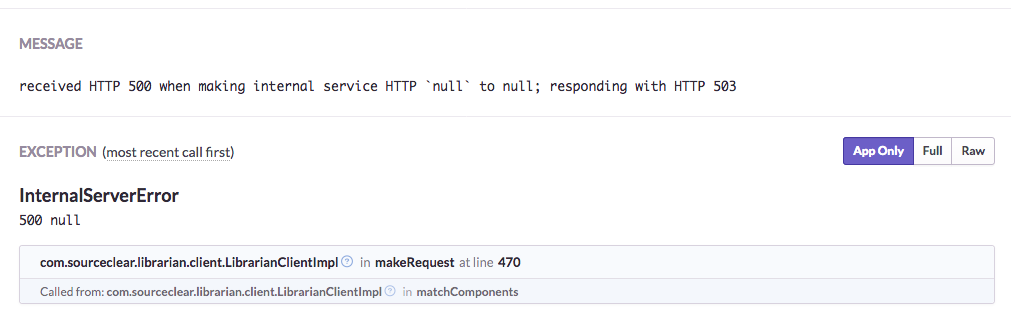 MESSAGE
received HTTP 500 when making internal service HTTP `null` to null; responding with HTTP 503
EXCEPTION (most recent call first)
App Only Full Raw
InternalServerError
500 null
com.sourceclear.librarian.client.LibrarianClientImpl ? in makeRequest at line 470
Called from: com.sourceclear.librarian.client.LibrarianClientImpl ? in matchComponents